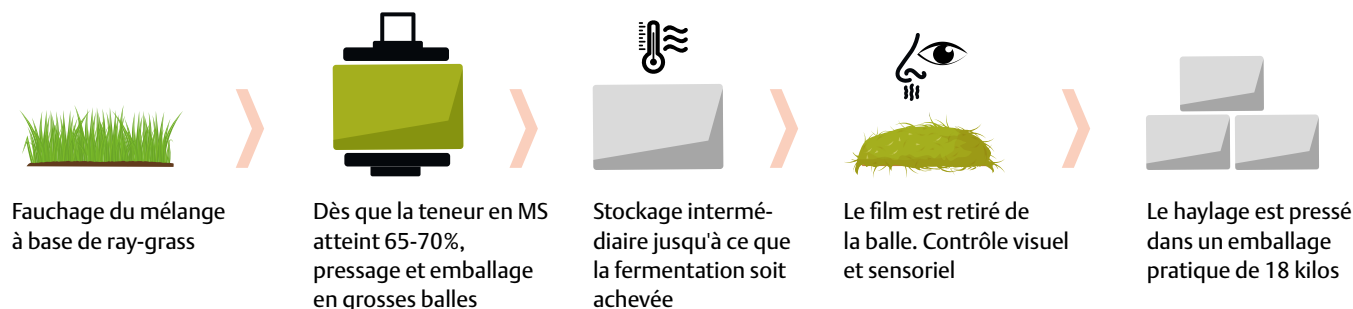 Fauchage du mélange
à base de ray-grass
Dès que la teneur en MS
atteint 65-70%,
pressage et emballage
en grosses balles
Stockage intermé-
diaire jusqu'à ce que
la fermentation soit
achevée
Le film est retiré de
la balle. Contrôle visuel
et sensoriel
Le haylage est pressé
dans un emballage
pratique de 18 kilos